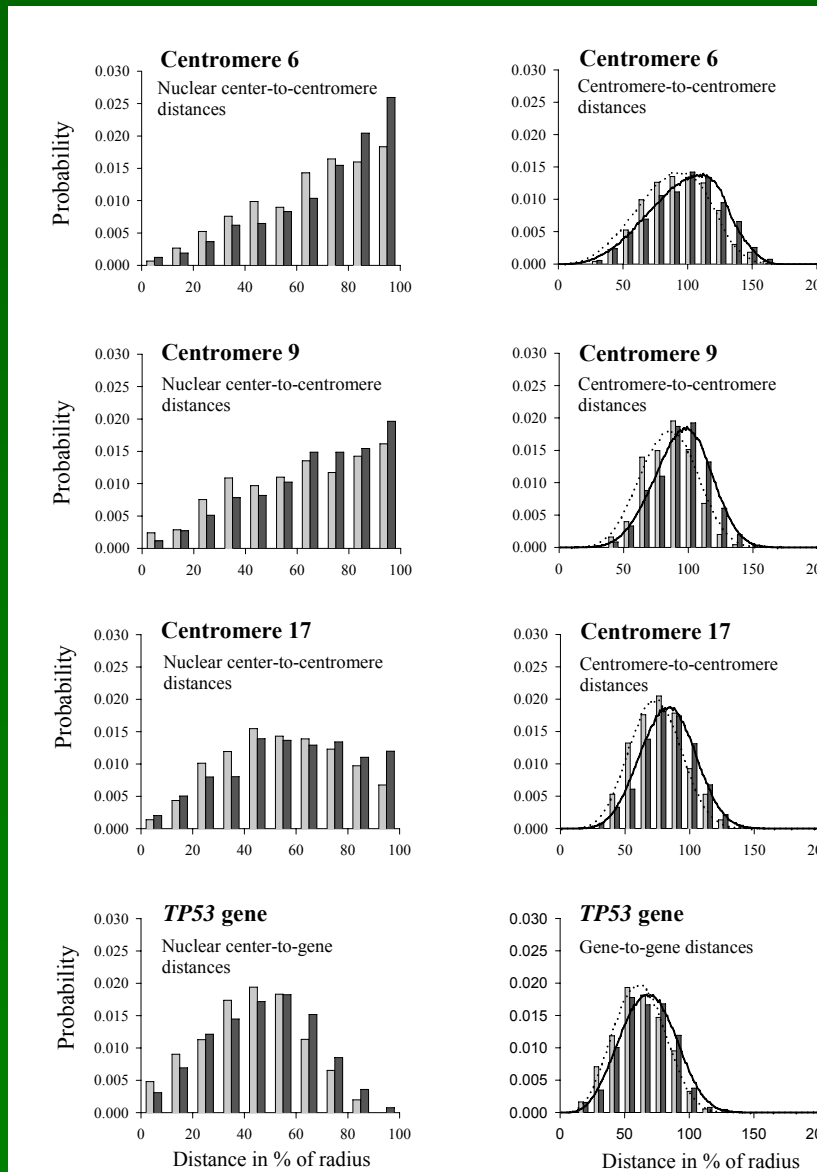 Centromere 6
Nuclear center-to-centromere
distances
0.030
0.025
0.020
0.015
0.010
0.005
0.000
Probability
0 20 40 60 80 100
Centromere 6
Centromere-to-centromere
distances
0.030
0.025
0.020
0.015
0.010
0.005
0.000
0 50 100 150 20
Centromere 9
Nuclear center-to-centromere
distances
0.030
0.025
0.020
0.015
0.010
0.005
0.000
Probability
0 20 40 60 80 100
Centromere 9
Centromere-to-centromere
distances
0.030
0.025
0.020
0.015
0.010
0.005
0.000
0 50 100 150 20
Centromere 17
Nuclear center-to-centromere
distances
0.030
0.025
0.020
0.015
0.010
0.005
0.000
Probability
0 20 40 60 80 100
Centromere 17
Centromere-to-centromere
distances
0.030
0.025
0.020
0.015
0.010
0.005
0.000
0 50 100 150 20
TP53 gene
Nuclear center-to-gene
distances
0.030
0.025
0.020
0.015
0.010
0.005
0.000
Probability
0 20 40 60 80 100
Distance in % of radius
TP53 gene
Gene-to-gene distances
0.030
0.025
0.020
0.015
0.010
0.005
0.000
0 50 100 150 20
Distance in % of radius